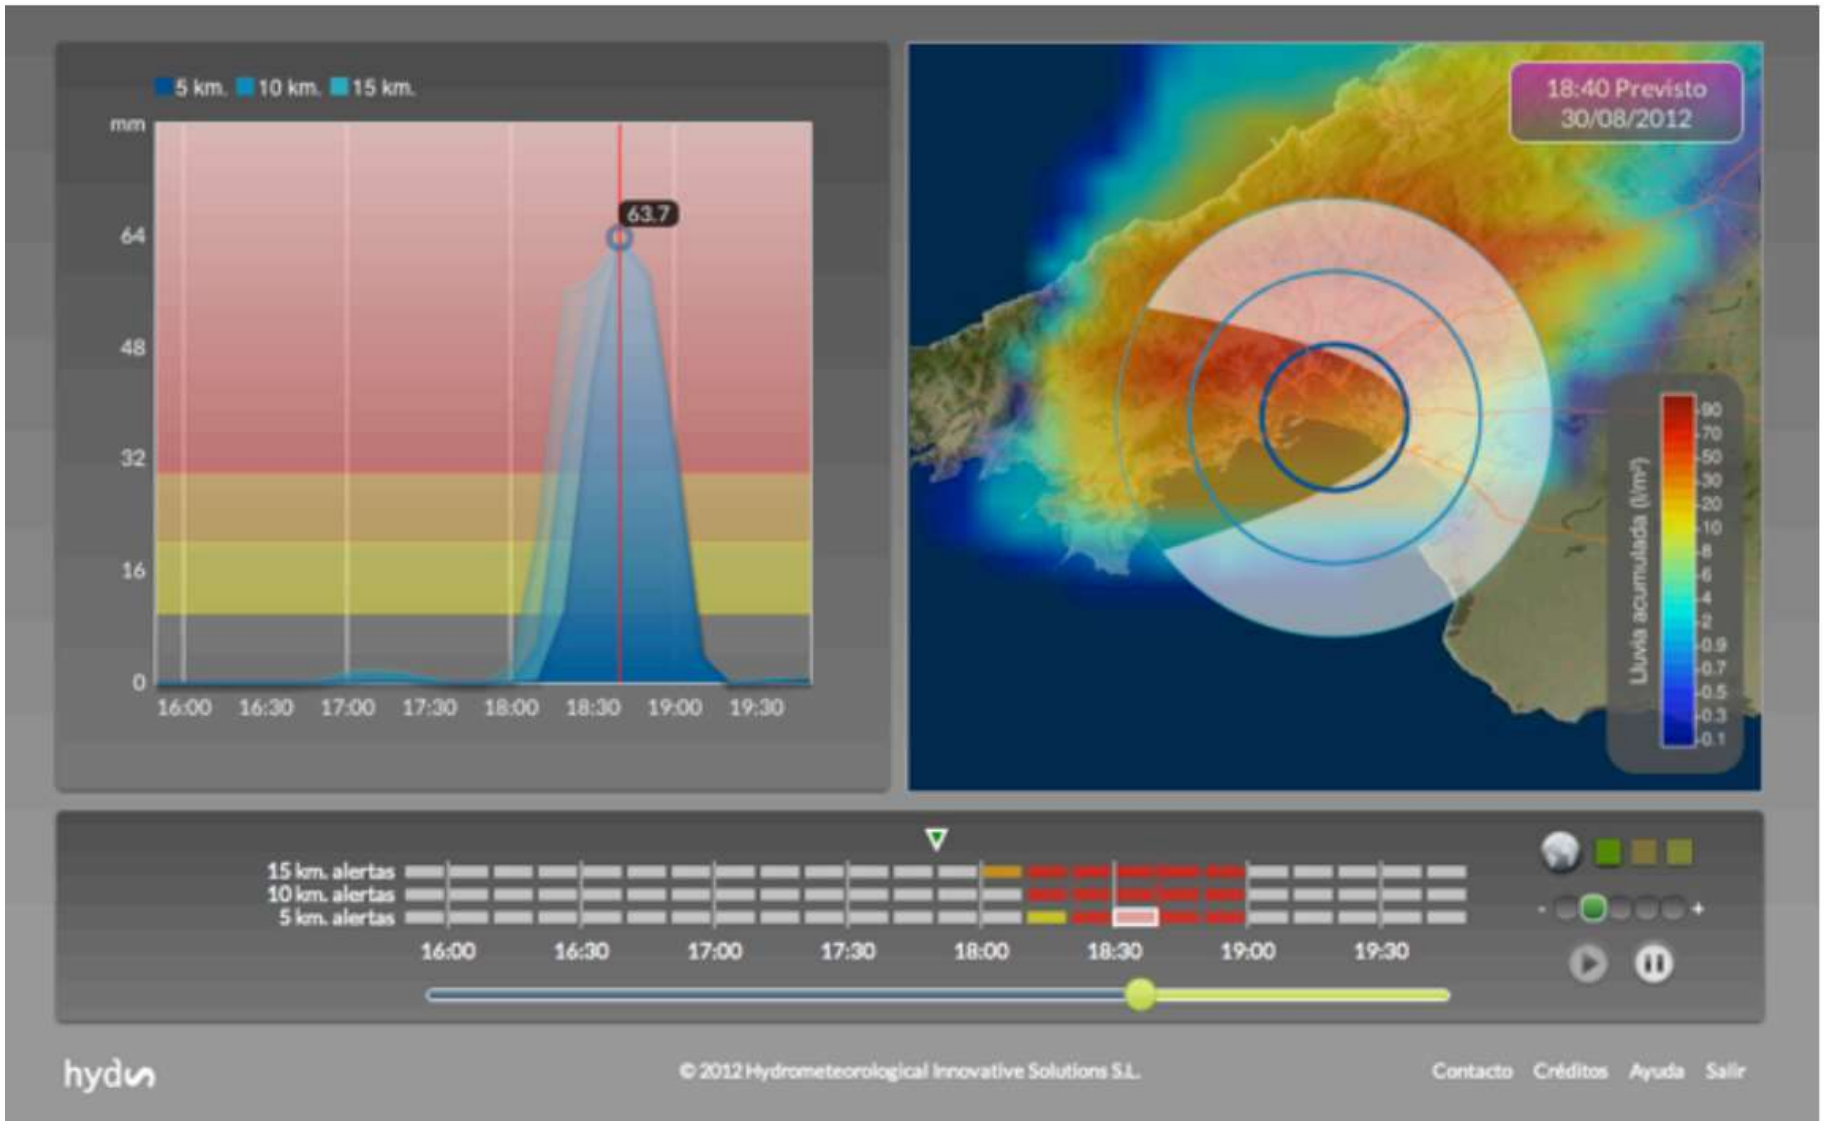 5 km. 10 km. 15 km.
mm
64
48
32
16
0
63.7
16:00 16:30 17:00 17:30 18:00 18:30 19:00 19:30
18:40 Previsto
30/08/2012
Lluvia acumulada (l/m²)
90
70
50
30
20
10
8
6
4
2
0.9
0.7
0.5
0.3
0.1
15 km. alertas
10 km. alertas
5 km. alertas
16:00 16:30 17:00 17:30 18:00 18:30 19:00 19:30
- +
hyds
© 2012 Hydrometeorological Innovative Solutions S.L.
Contacto Créditos Ayuda Salir